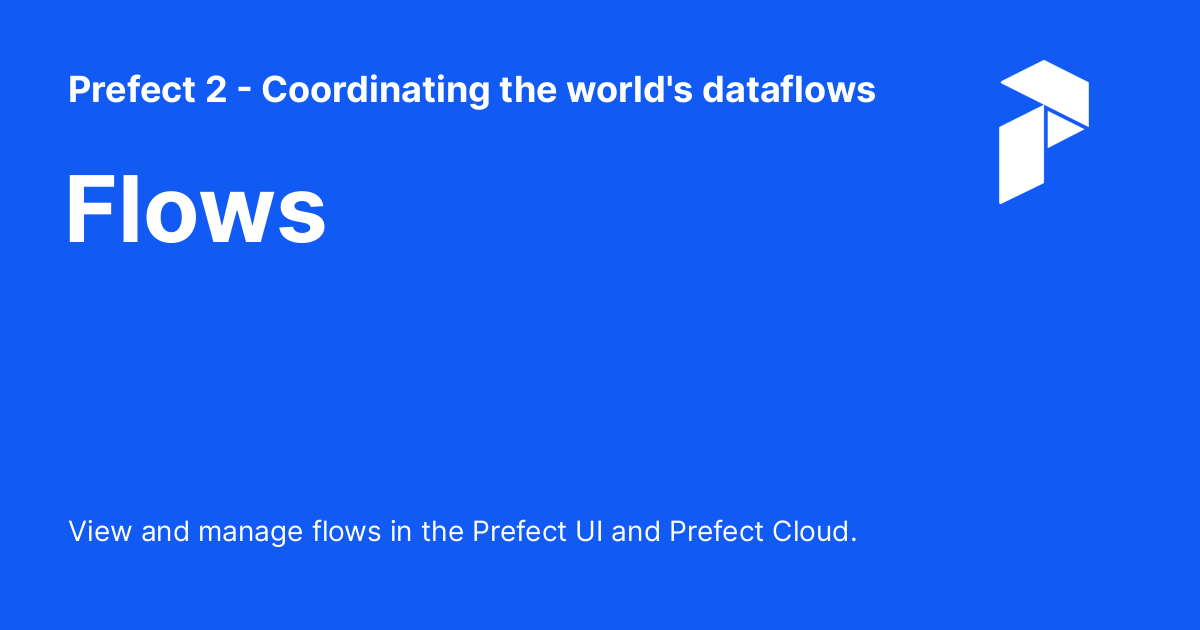 Prefect 2 - Coordinating the world's dataflows
Flows
View and manage flows in the Prefect UI and Prefect Cloud.